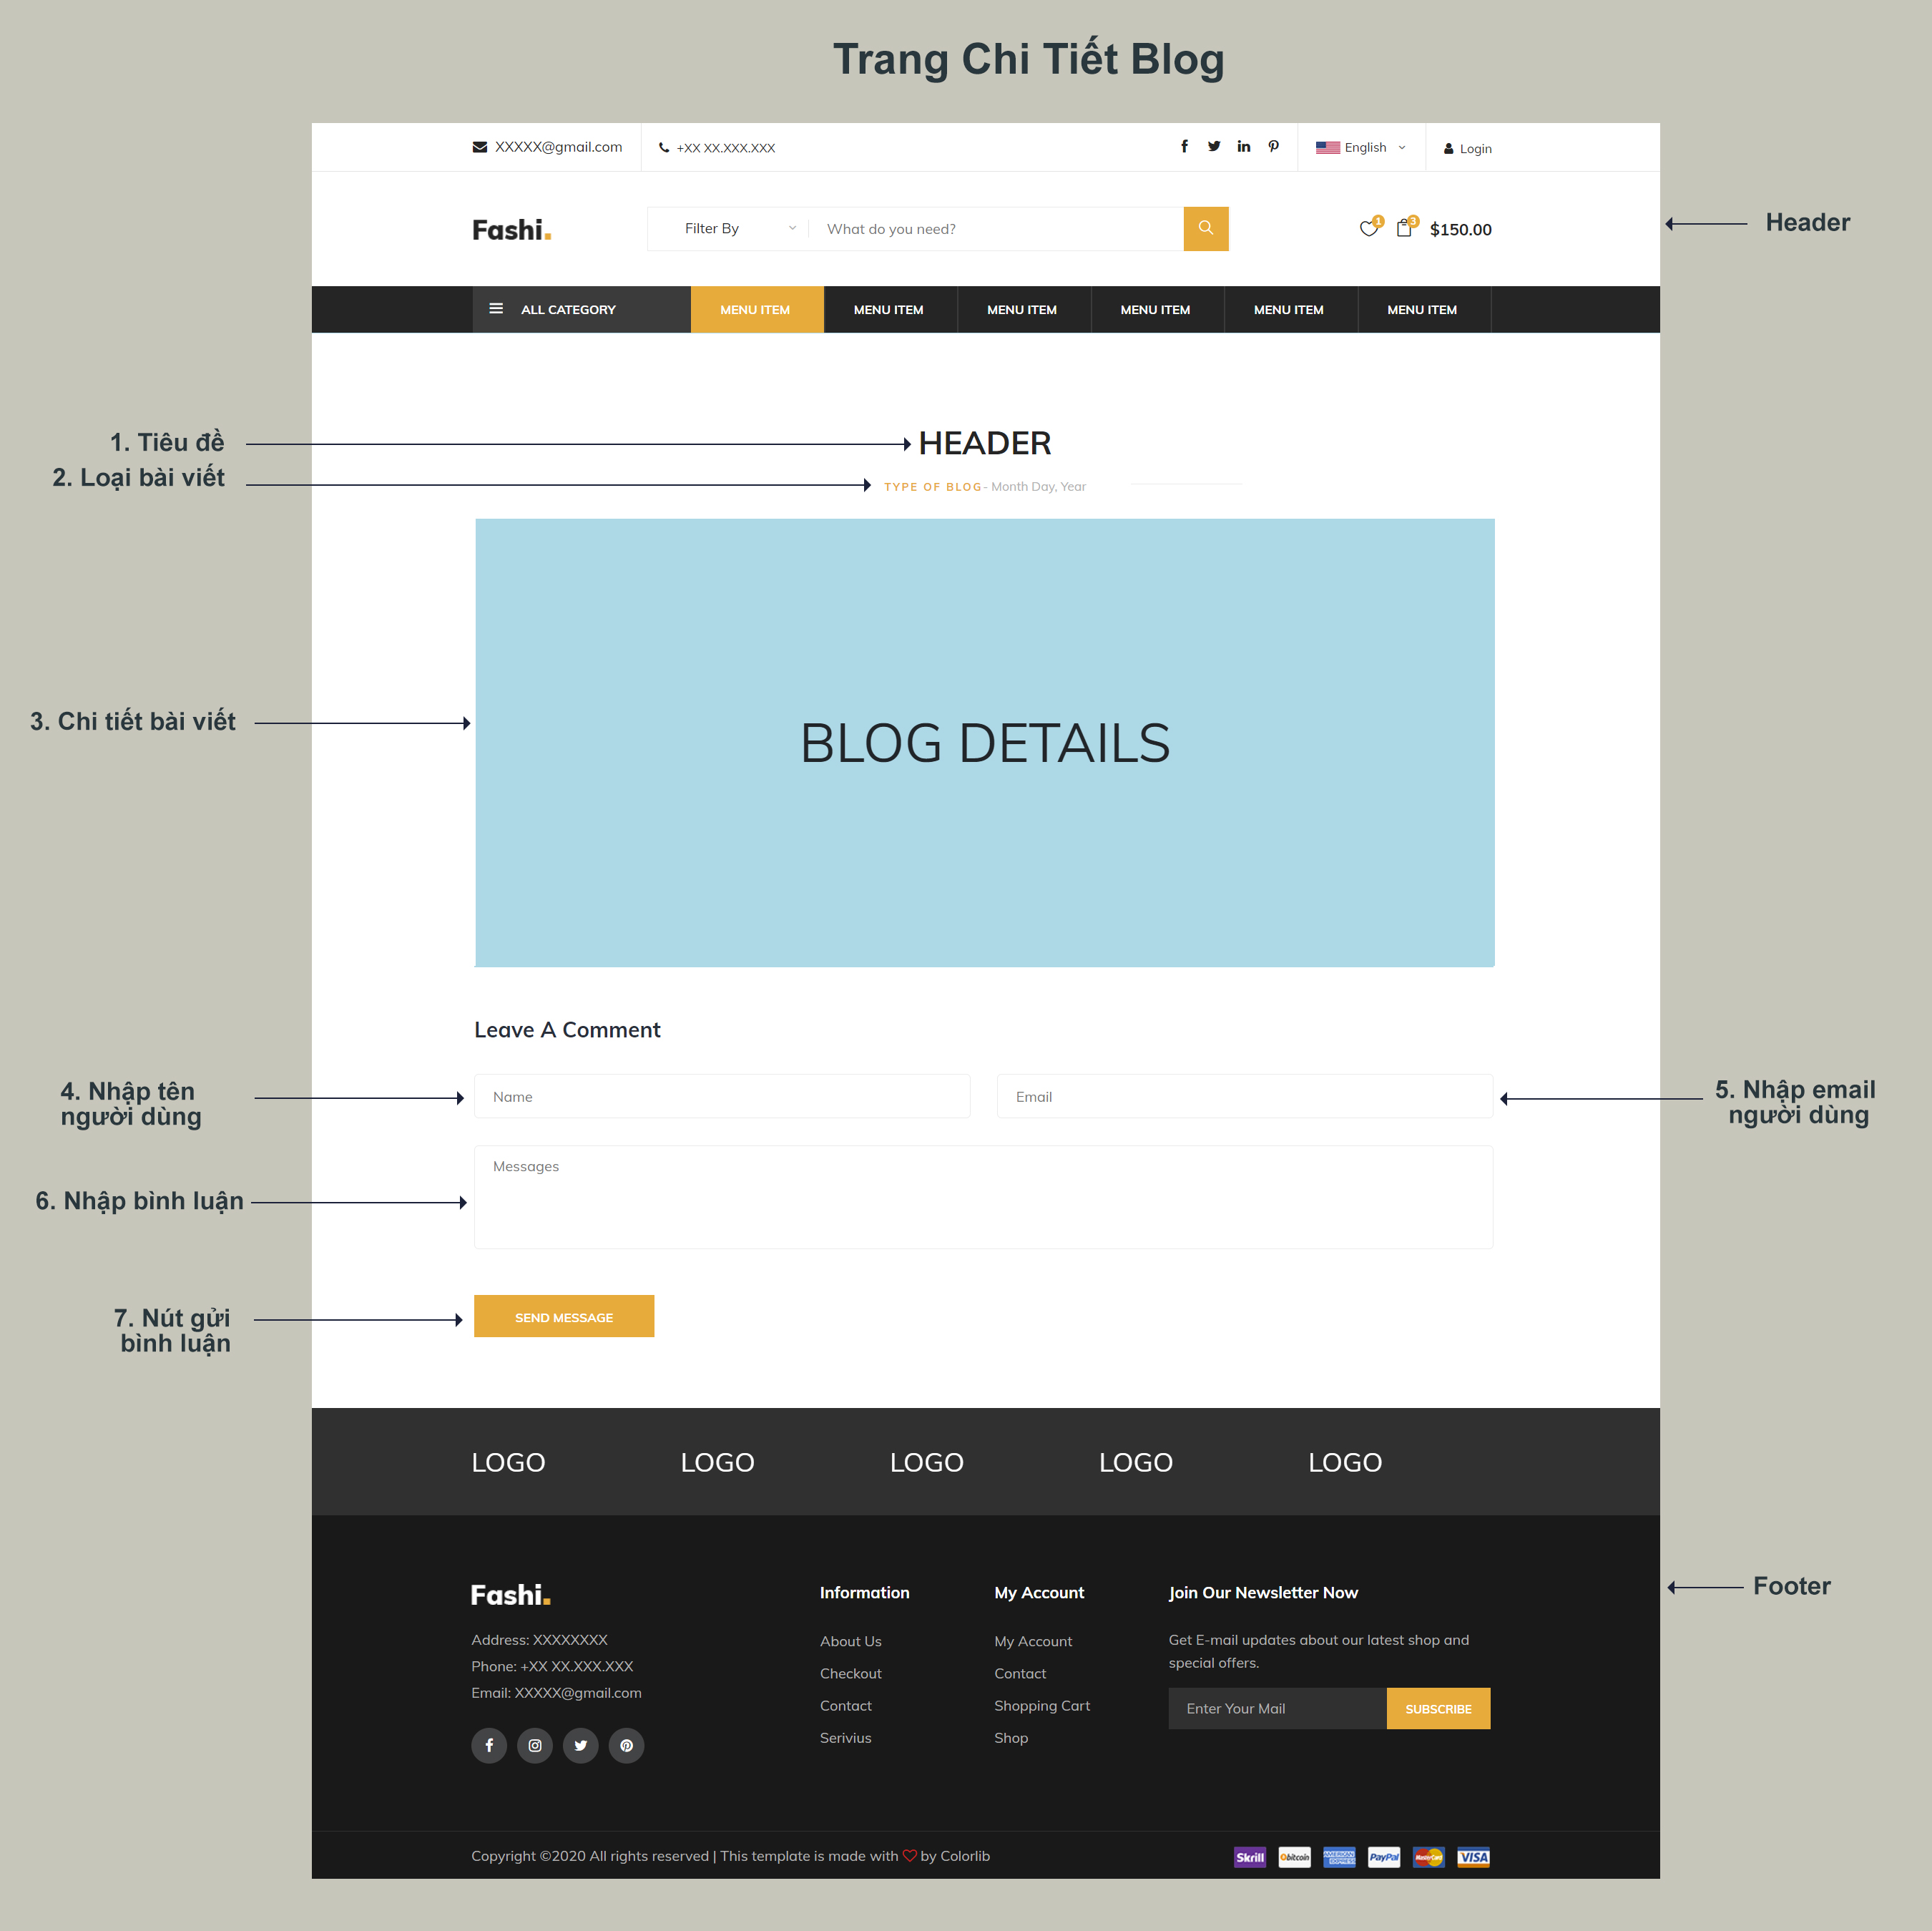 Trang Chi Tiết Blog
XXXXX@gmail.com
+XX XX.XXX.XXX
English
Login
Fashi.
Filter By
What do you need?
1
3
$150.00
Header
ALL CATEGORY
MENU ITEM
MENU ITEM
MENU ITEM
MENU ITEM
MENU ITEM
MENU ITEM
1. Tiêu đề
HEADER
2. Loại bài viết
TYPE OF BLOG- Month Day, Year
3. Chi tiết bài viết
BLOG DETAILS
Leave A Comment
4. Nhập tên
người dùng
Name
Email
5. Nhập email
người dùng
Messages
6. Nhập bình luận
7. Nút gửi
bình luận
SEND MESSAGE
LOGO
LOGO
LOGO
LOGO
LOGO
Footer
Fashi.
Address: XXXXXXXX
Phone: +XX XX.XXX.XXX
Email: XXXXX@gmail.com
Information
About Us
Checkout
Contact
Serivius
My Account
My Account
Contact
Shopping Cart
Shop
Join Our Newsletter Now
Get E-mail updates about our latest shop and
special offers.
Enter Your Mail
SUBSCRIBE
Copyright ©2020 All rights reserved | This template is made with ♡ by Colorlib
Skrill
bitcoin
AMERICAN
EXPRESS
PayPal
MasterCard
VISA